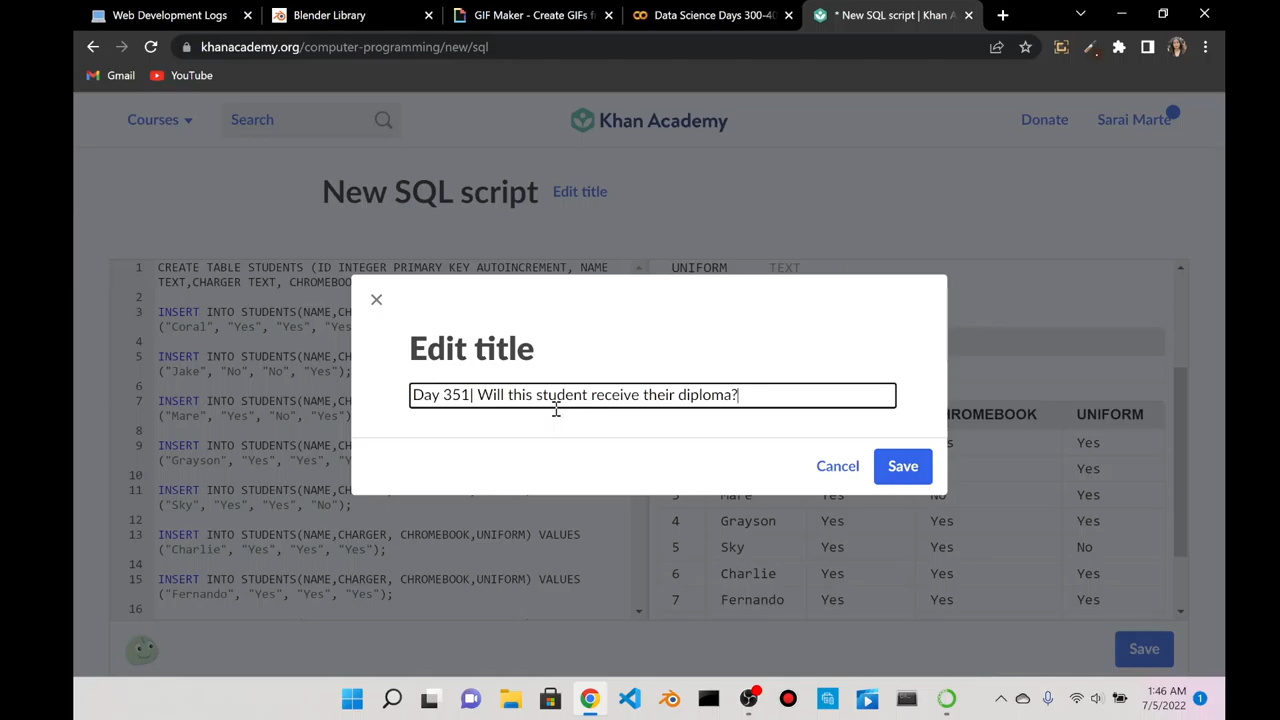 Web Development Logs
Blender Library
GIF Maker - Create GIFs f
Data Science Days 300-40
* New SQL script | Khan A
khanacademy.org/computer-programming/new/sql
Gmail
YouTube
Courses
Search
Khan Academy
Donate
Sarai Marte
New SQL script
Edit title
1 CREATE TABLE STUDENTS (ID INTEGER PRIMARY KEY AUTOINCREMENT, NAME
TEXT,CHARGER TEXT, CHROMEBO
2
3 INSERT INTO STUDENTS(NAME,CH
("Coral", "Yes", "Yes", "Yes
4
5 INSERT INTO STUDENTS(NAME,CH
("Jake", "No", "No", "Yes");
6
7 INSERT INTO STUDENTS(NAME,CH
("Mare", "Yes", "No", "Yes")
8
9 INSERT INTO STUDENTS(NAME,CH
("Grayson", "Yes", "Yes", "Y
10
11 INSERT INTO STUDENTS(NAME,CH
("Sky", "Yes", "Yes", "No");
12
13 INSERT INTO STUDENTS(NAME,CHARGER, CHROMEBOOK,UNIFORM) VALUES
("Charlie", "Yes", "Yes", "Yes");
14
15 INSERT INTO STUDENTS(NAME,CHARGER, CHROMEBOOK,UNIFORM) VALUES
("Fernando", "Yes", "Yes", "Yes");
16
UNIFORM TEXT
HROMEBOOK UNIFORM
Yes
Yes
Mare Yes No Yes
4 Grayson Yes Yes Yes
5 Sky Yes Yes No
6 Charlie Yes Yes Yes
7 Fernando Yes Yes Yes
Edit title
Day 351| Will this student receive their diploma?
Cancel
Save
Save
1:46 AM
7/5/2022
1